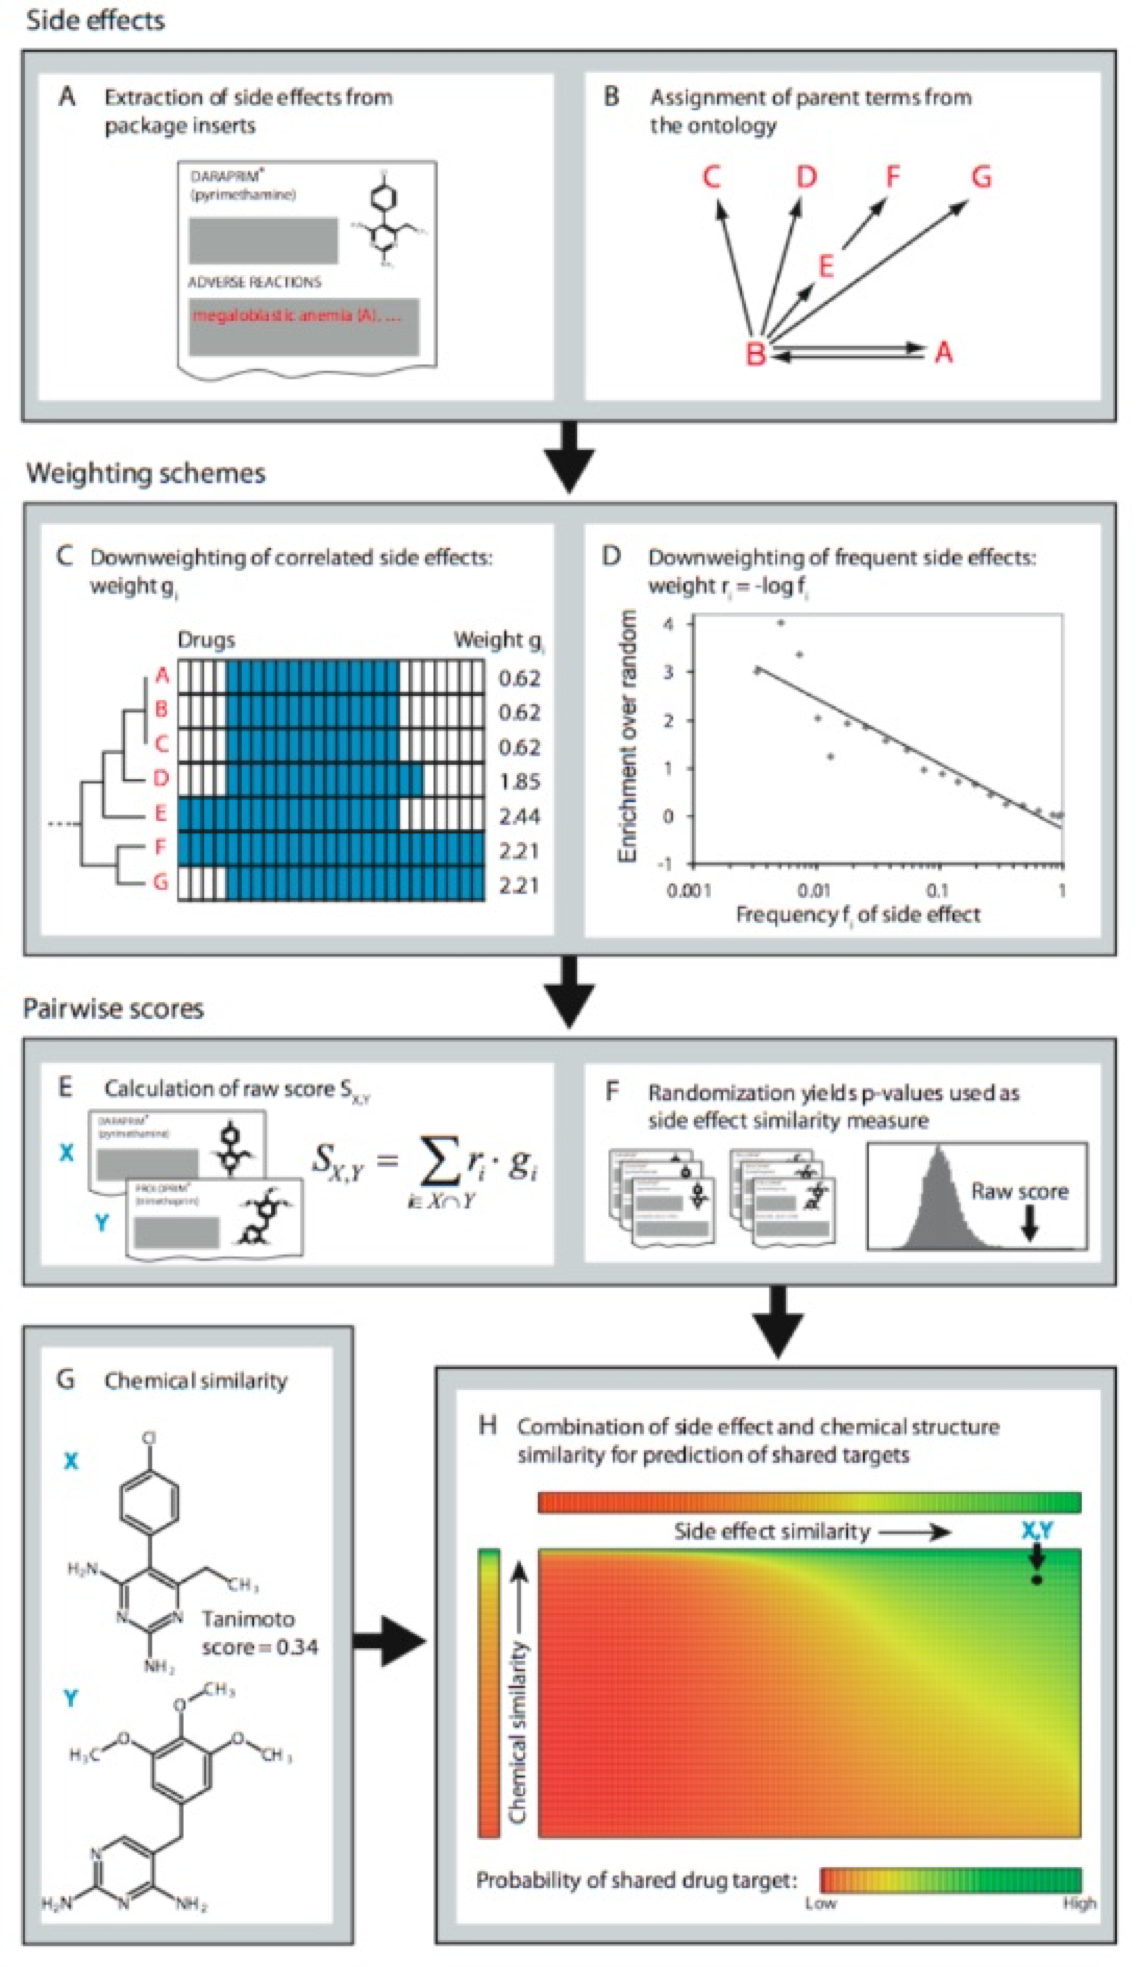 Side effects
A Extraction of side effects from
package inserts
DARAPRIM®
(pyrimethamine)
ADVERSE REACTIONS
megaloblastic anemia (A), ...
B Assignment of parent terms from
the ontology
C D F G
E
B A
Weighting schemes
C Downweighting of correlated side effects:
weight gi
Drugs Weight gi
A 0.62
B 0.62
C 0.62
D 1.85
E 2.44
F 2.21
G 2.21
D Downweighting of frequent side effects:
weight ri = -log fi
Enrichment over random
4
3
2
1
0
-1
0.001 0.01 0.1 1
Frequency fi of side effect
Pairwise scores
E Calculation of raw score SX,Y
X
DARAPRIM®
(pyrimethamine)
Y
PROLOPRIM®
(trimethoprim)
SX,Y = ∑ ri · gi
i∈X∩Y
F Randomization yields p-values used as
side effect similarity measure
Raw score
G Chemical similarity
X
Cl
H2N
CH3
N N
NH2
Tanimoto
score = 0.34
Y
CH3
O
H3C O O CH3
N
H2N N NH2
H Combination of side effect and chemical structure
similarity for prediction of shared targets
Side effect similarity
X,Y
Chemical similarity
Probability of shared drug target:
Low High